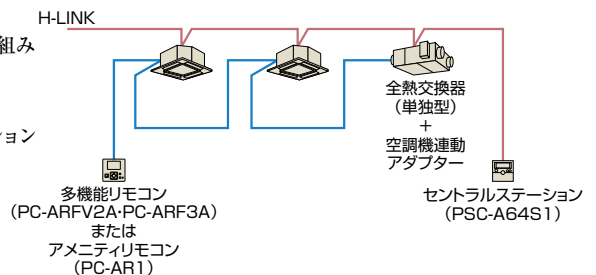 H-LINK
組み
ション
全熱交換器
（単独型）
＋
空調機連動
アダプター
多機能リモコン
（PC-ARFV2A・PC-ARF3A）
または
アメニティリモコン
（PC-AR1）
セントラルステーション
（PSC-A64S1）